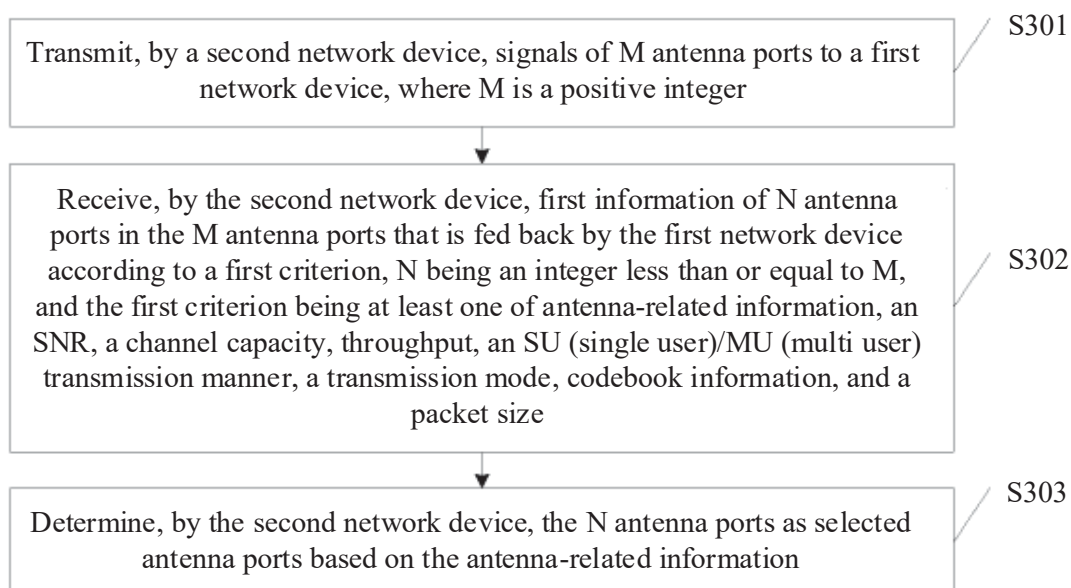 S301
Transmit, by a second network device, signals of M antenna ports to a first
network device, where M is a positive integer
Receive, by the second network device, first information of N antenna
ports in the M antenna ports that is fed back by the first network device
according to a first criterion, N being an integer less than or equal to M,
and the first criterion being at least one of antenna-related information, an
SNR, a channel capacity, throughput, an SU (single user)/MU (multi user)
transmission manner, a transmission mode, codebook information, and a
packet size
S302
S303
Determine, by the second network device, the N antenna ports as selected
antenna ports based on the antenna-related information